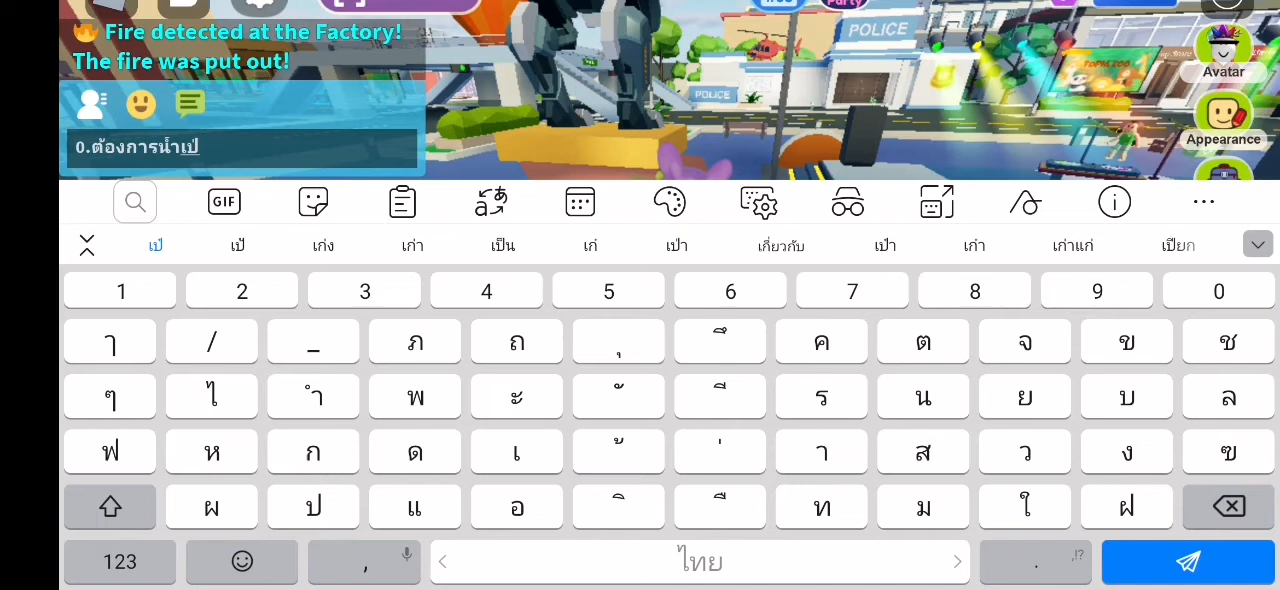 Party
🔥 Fire detected at the Factory!
The fire was put out!
POLICE
POLICE
Avatar
Appearance
0.ต้องการน้ำเป๋
GIF
เป๋ เป้ เก่ง เก่า เป็น เก่ เปา เกี่ยวกับ เป่า เก๋า เก่าแก่ เปียก
1 2 3 4 5 6 7 8 9 0
ๅ / _ ภ ถ ุ ึ ค ต จ ข ช
ๆ ไ ำ พ ะ ั ี ร น ย บ ล
ฟ ห ก ด เ ้ ่ า ส ว ง ฃ
ผ ป แ อ ิ ื ท ม ใ ฝ
123 , < ไทย > . ,!?